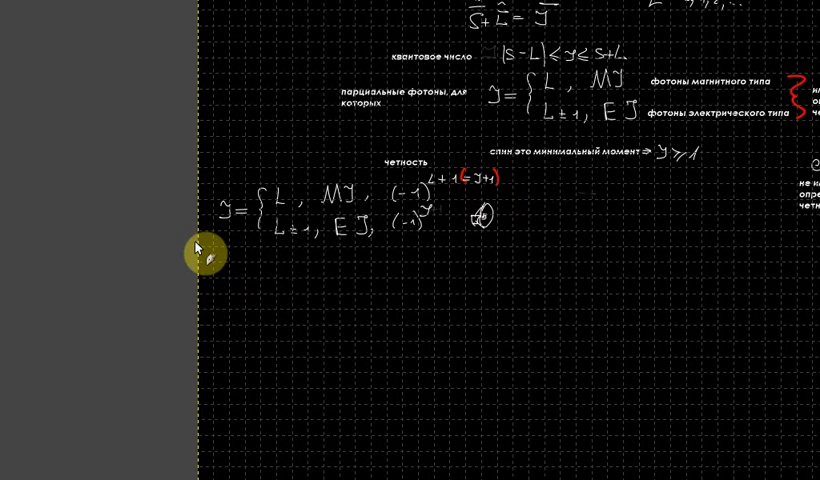 S̄ + L̄ = J̄
квантовое число |S-L| ≤ J ≤ S+L
парциальные фотоны, для
которых
J = { L , MJ фотоны магнитного типа
L ± 1 , EJ фотоны электрического типа
спин это минимальный момент ⇒ J ⩾ 1
четность
J = { L , MJ , (-1)^L+1 (=J+1)
L ± 1 , EJ , (-1)^J
не и
опре
четн